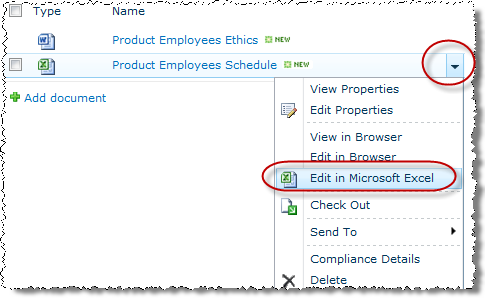 Type Name
Product Employees Ethics NEW
Product Employees Schedule NEW
Add document
View Properties
Edit Properties
View in Browser
Edit in Browser
Edit in Microsoft Excel
Check Out
Send To
Compliance Details
Delete